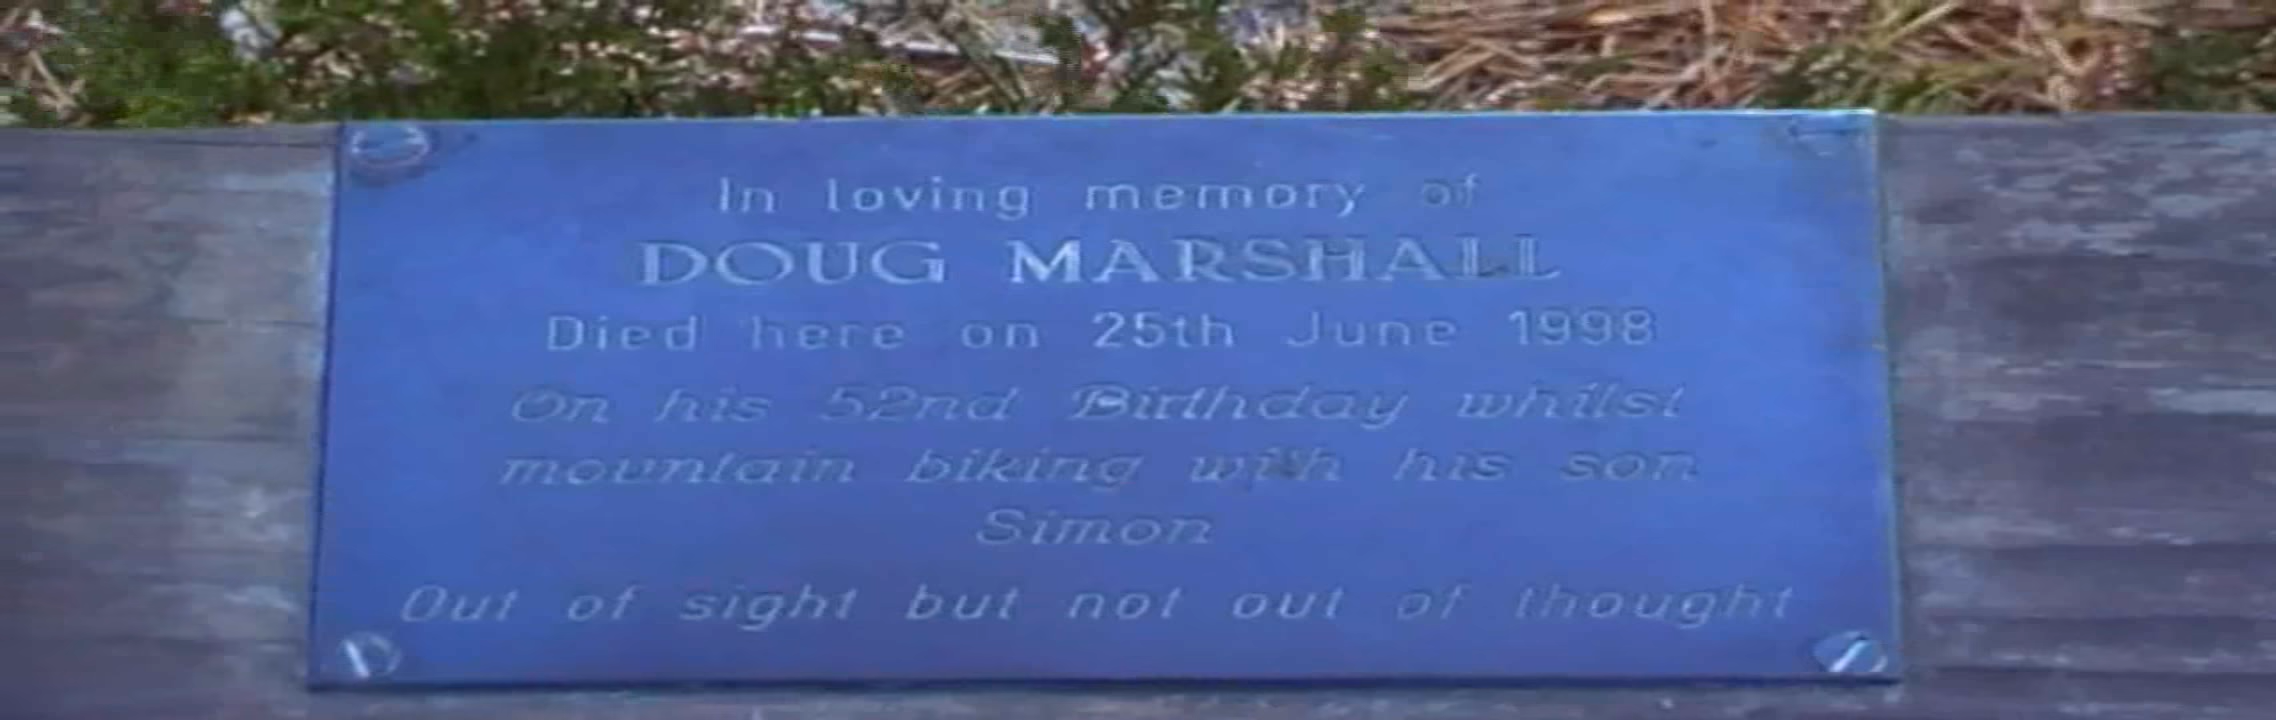 In loving memory of
DOUG MARSHALL
Died here on 25th June 1998
On his 52nd Birthday whilst
mountain biking with his son
Simon
Out of sight but not out of thought